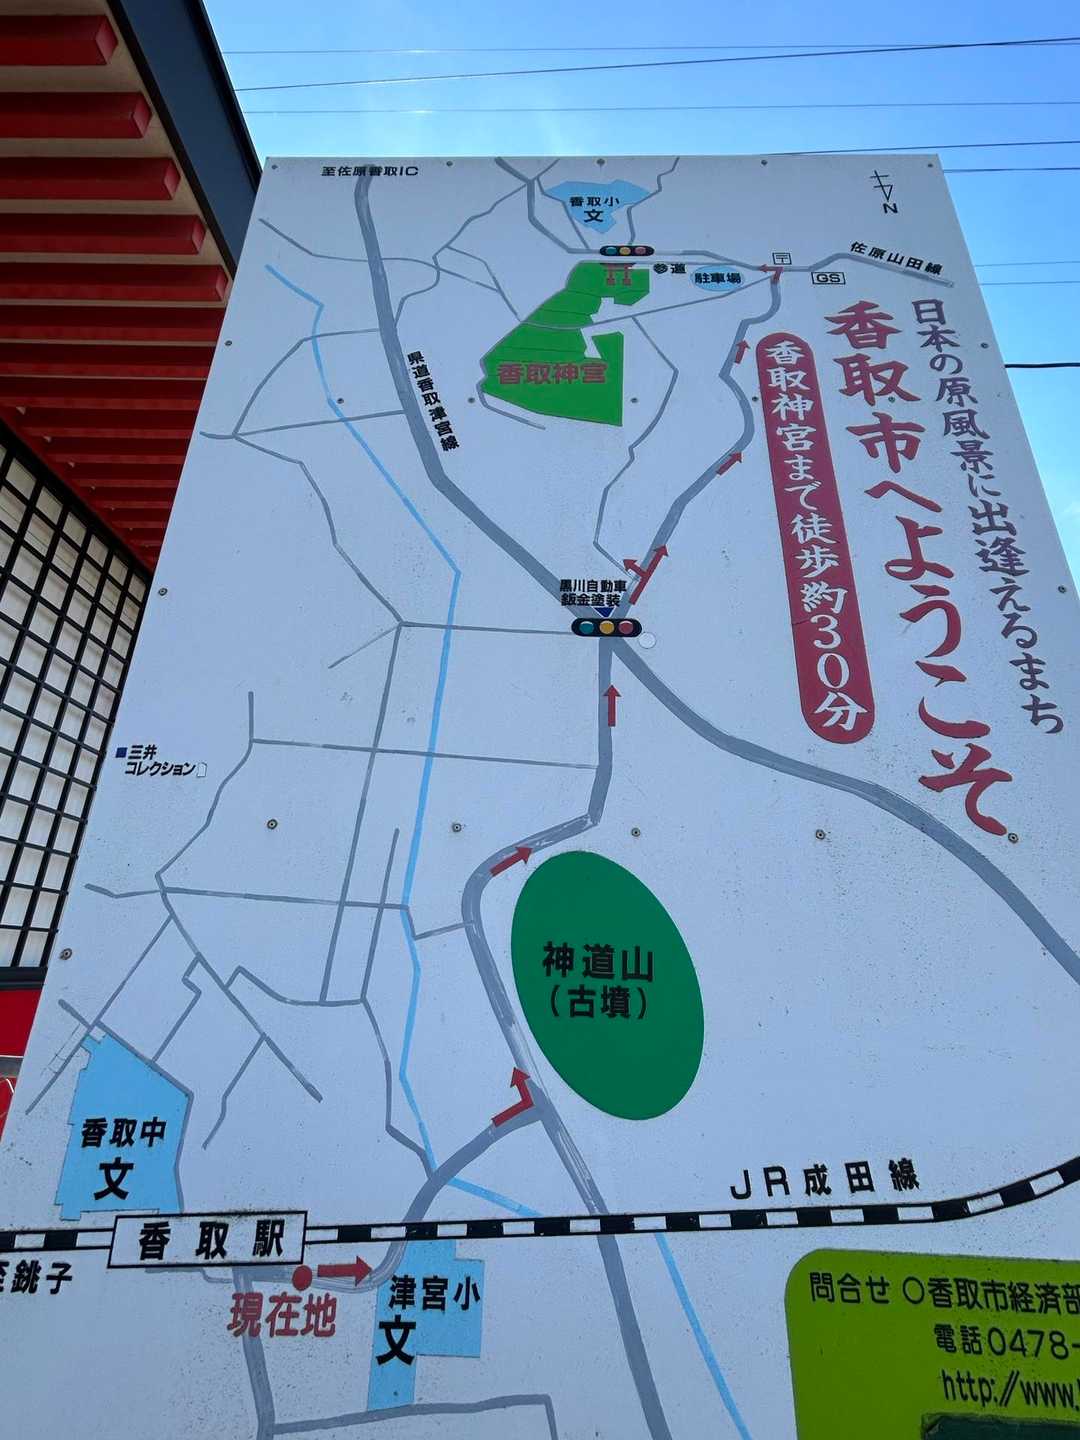 至佐原香取IC
香取小
文
N
参道
駐車場
〒
GS
佐原山田線
日本の原風景に出逢えるまち
香取市へようこそ
香取神宮まで徒歩約30分
香取神宮
県道香取津宮線
黒川自動車
鈑金塗装
三井
コレクション
神道山
(古墳)
香取中
文
JR成田線
香取駅
至銚子
現在地
津宮小
文
問合せ ○香取市経済部
電話0478-
http://www.